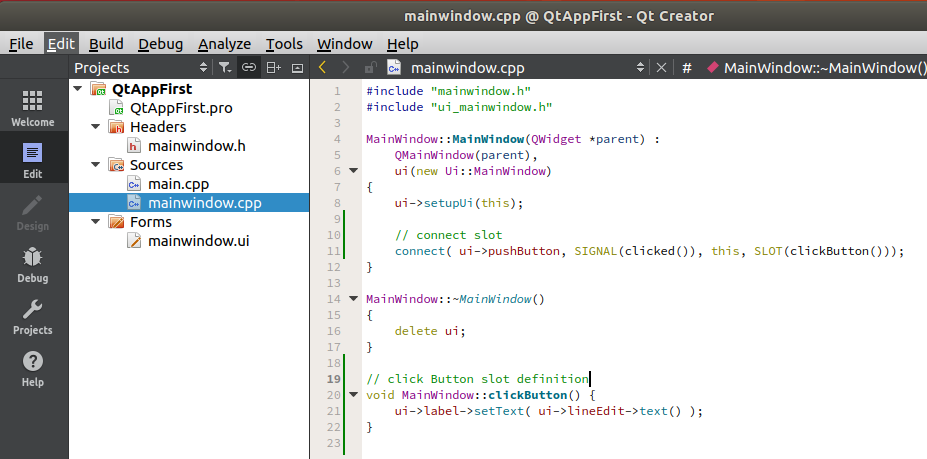 mainwindow.cpp @ QtAppFirst - Qt Creator
File Edit Build Debug Analyze Tools Window Help
Projects
mainwindow.cpp # MainWindow::~MainWindow()
Welcome
Edit
Design
Debug
Projects
Help
QtAppFirst
QtAppFirst.pro
Headers
mainwindow.h
Sources
main.cpp
mainwindow.cpp
Forms
mainwindow.ui
1 #include "mainwindow.h"
2 #include "ui_mainwindow.h"
3
4 MainWindow::MainWindow(QWidget *parent) :
5     QMainWindow(parent),
6     ui(new Ui::MainWindow)
7 {
8     ui->setupUi(this);
9
10     // connect slot
11     connect( ui->pushButton, SIGNAL(clicked()), this, SLOT(clickButton()));
12 }
13
14 MainWindow::~MainWindow()
15 {
16     delete ui;
17 }
18
19 // click Button slot definition
20 void MainWindow::clickButton() {
21     ui->label->setText( ui->lineEdit->text() );
22 }
23